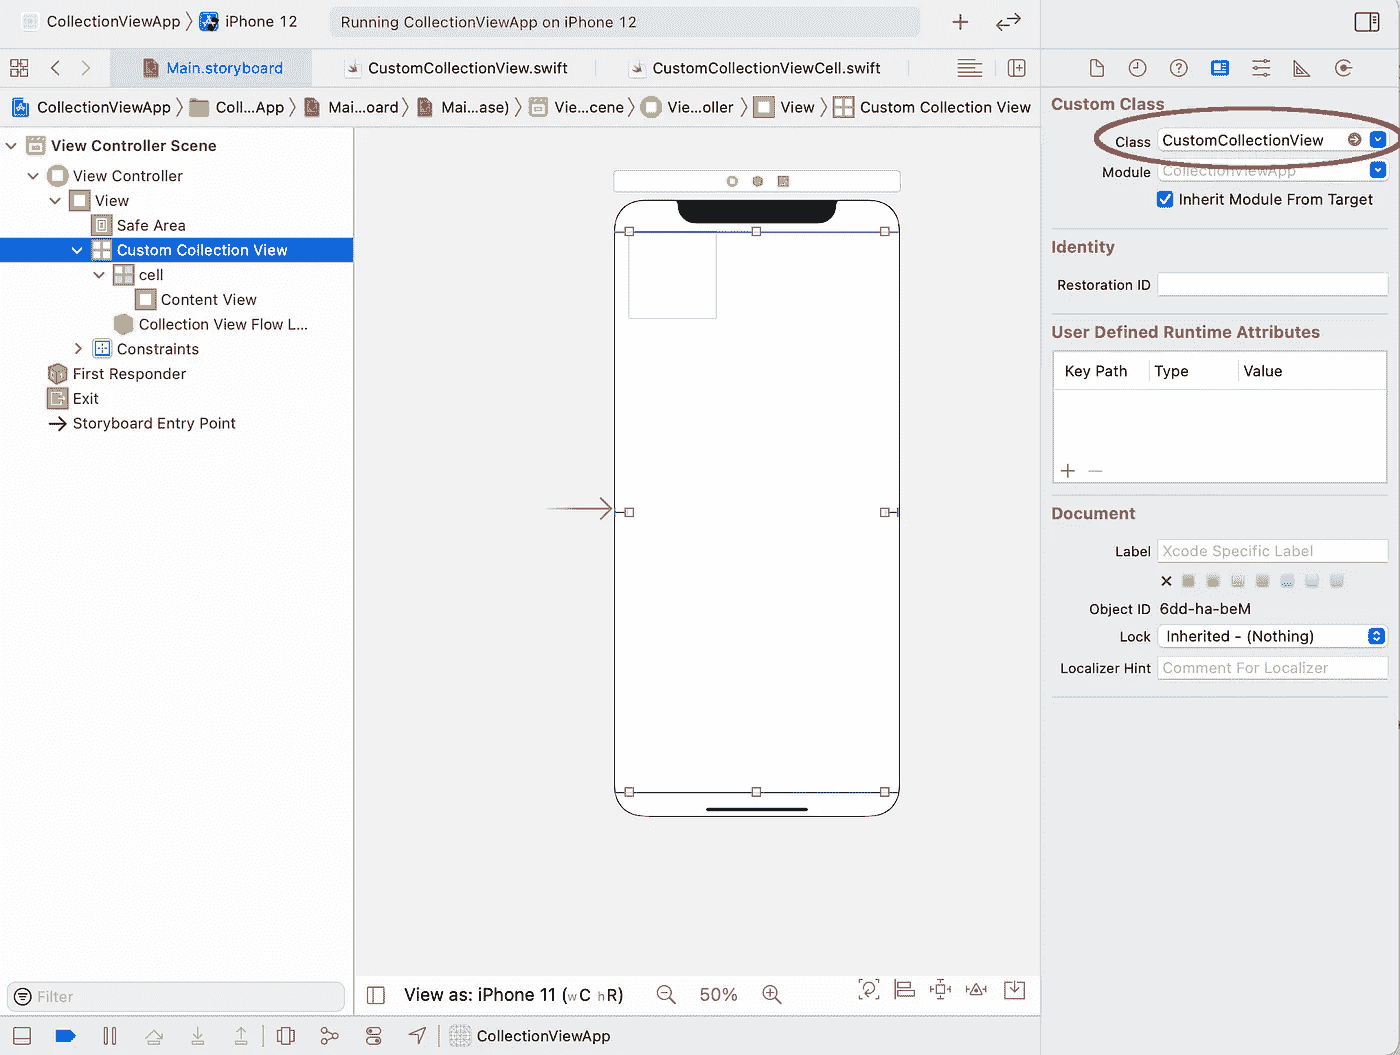 CollectionViewApp
iPhone 12
Running CollectionViewApp on iPhone 12
Main.storyboard
CustomCollectionView.swift
CustomCollectionViewCell.swift
CollectionViewApp
Coll...App
Mai...oard
Mai...ase)
Vie...cene
Vie...oller
View
Custom Collection View
View Controller Scene
View Controller
View
Safe Area
Custom Collection View
cell
Content View
Collection View Flow L...
Constraints
First Responder
Exit
Storyboard Entry Point
Filter
View as: iPhone 11 (wC hR)
50%
CollectionViewApp
Custom Class
Class CustomCollectionView
Module CollectionViewApp
Inherit Module From Target
Identity
Restoration ID
User Defined Runtime Attributes
Key Path Type Value
Document
Label Xcode Specific Label
Object ID 6dd-ha-beM
Lock Inherited - (Nothing)
Localizer Hint Comment For Localizer